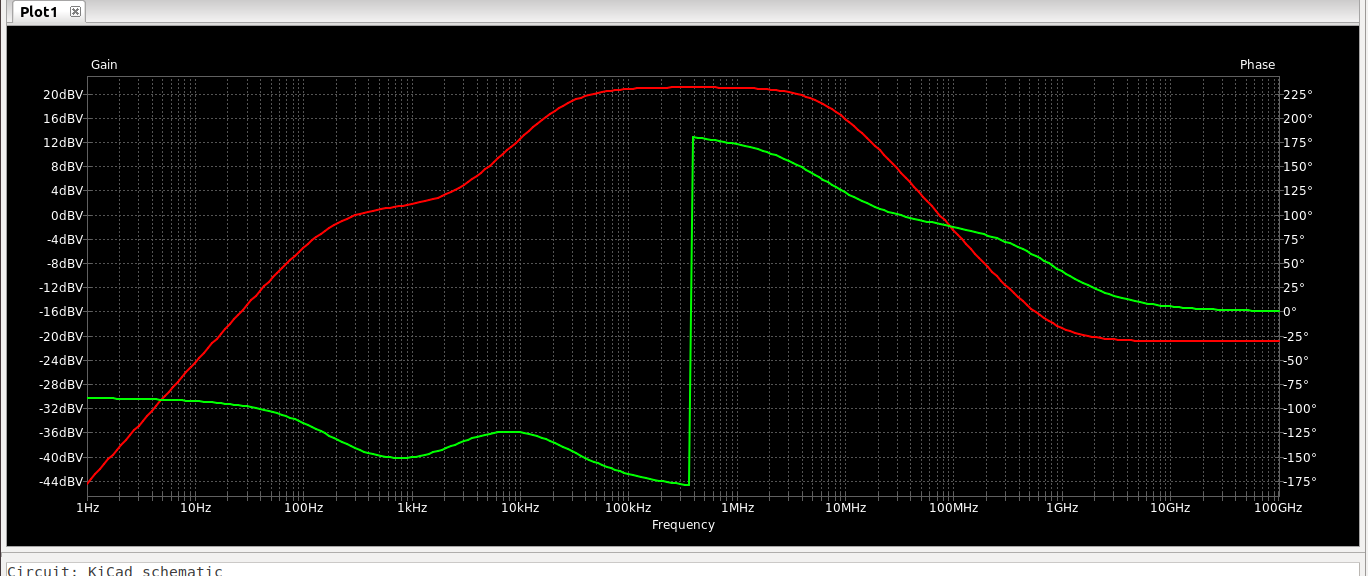 Plot1
Gain Phase
20dBV 225°
16dBV 200°
12dBV 175°
8dBV 150°
4dBV 125°
0dBV 100°
-4dBV 75°
-8dBV 50°
-12dBV 25°
-16dBV 0°
-20dBV -25°
-24dBV -50°
-28dBV -75°
-32dBV -100°
-36dBV -125°
-40dBV -150°
-44dBV -175°
1Hz 10Hz 100Hz 1kHz 10kHz 100kHz 1MHz 10MHz 100MHz 1GHz 10GHz 100GHz
Frequency
Circuit: KiCad schematic